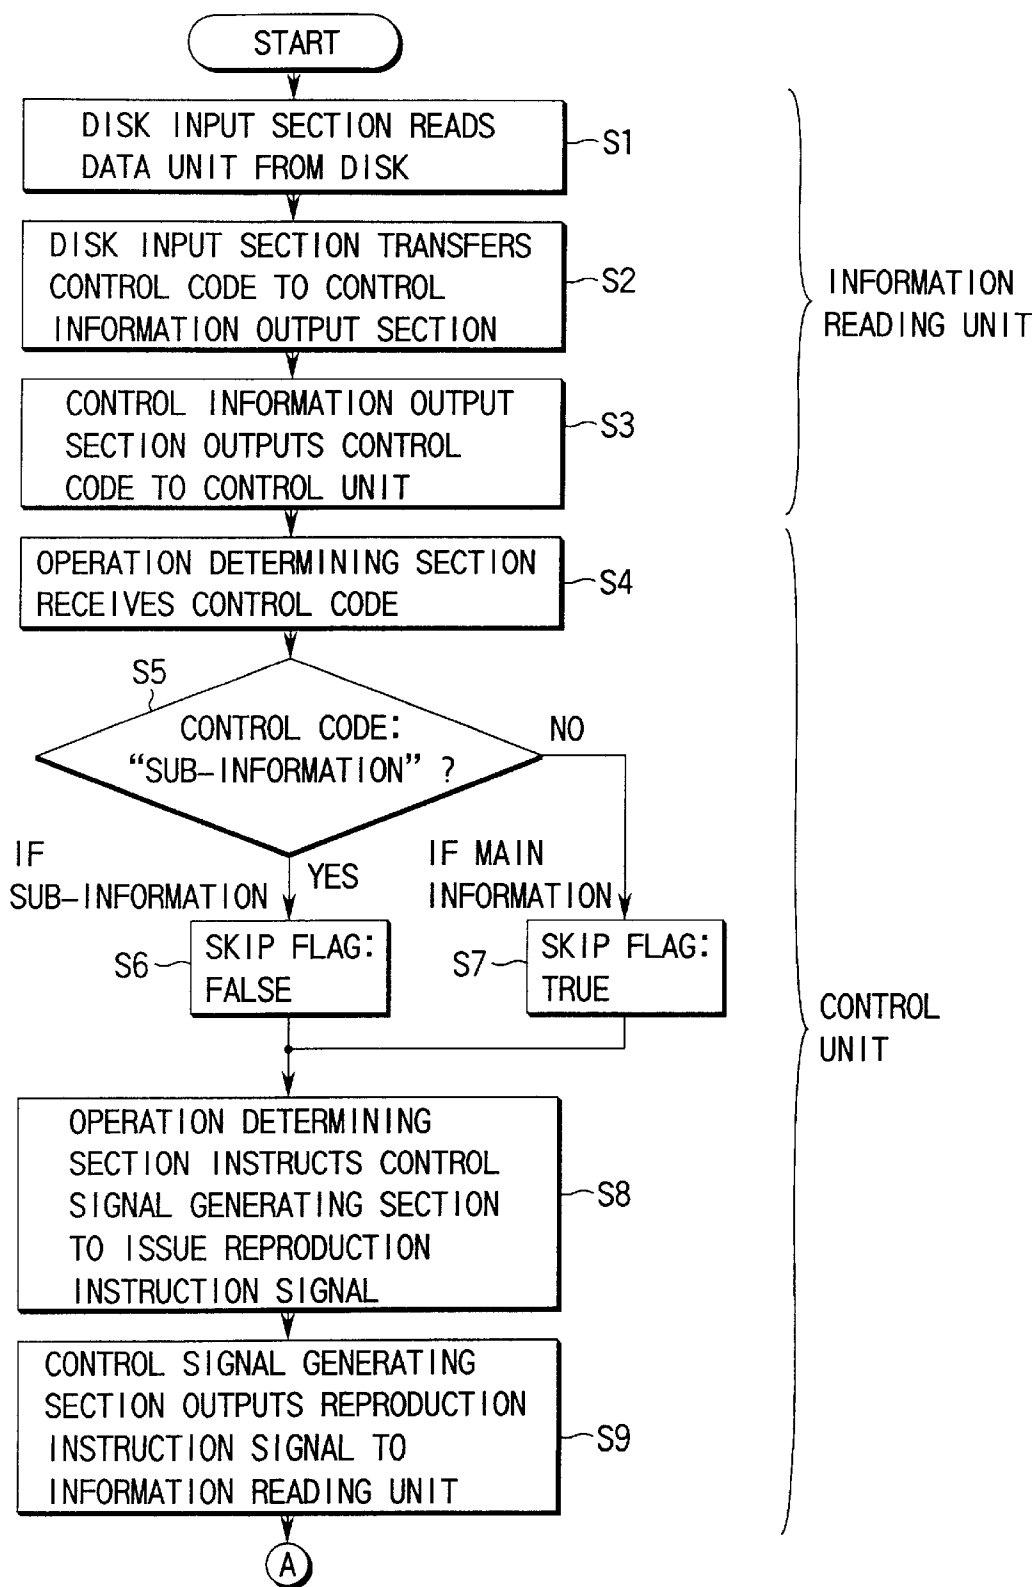 START
DISK INPUT SECTION READS
DATA UNIT FROM DISK
S1
DISK INPUT SECTION TRANSFERS
CONTROL CODE TO CONTROL
INFORMATION OUTPUT SECTION
S2
INFORMATION
READING UNIT
CONTROL INFORMATION OUTPUT
SECTION OUTPUTS CONTROL
CODE TO CONTROL UNIT
S3
OPERATION DETERMINING SECTION
RECEIVES CONTROL CODE
S4
S5
CONTROL CODE:
“SUB-INFORMATION” ?
NO
IF
SUB-INFORMATION
YES
IF MAIN
INFORMATION
S6
SKIP FLAG:
FALSE
S7
SKIP FLAG:
TRUE
CONTROL
UNIT
OPERATION DETERMINING
SECTION INSTRUCTS CONTROL
SIGNAL GENERATING SECTION
TO ISSUE REPRODUCTION
INSTRUCTION SIGNAL
S8
CONTROL SIGNAL GENERATING
SECTION OUTPUTS REPRODUCTION
INSTRUCTION SIGNAL TO
INFORMATION READING UNIT
S9
A